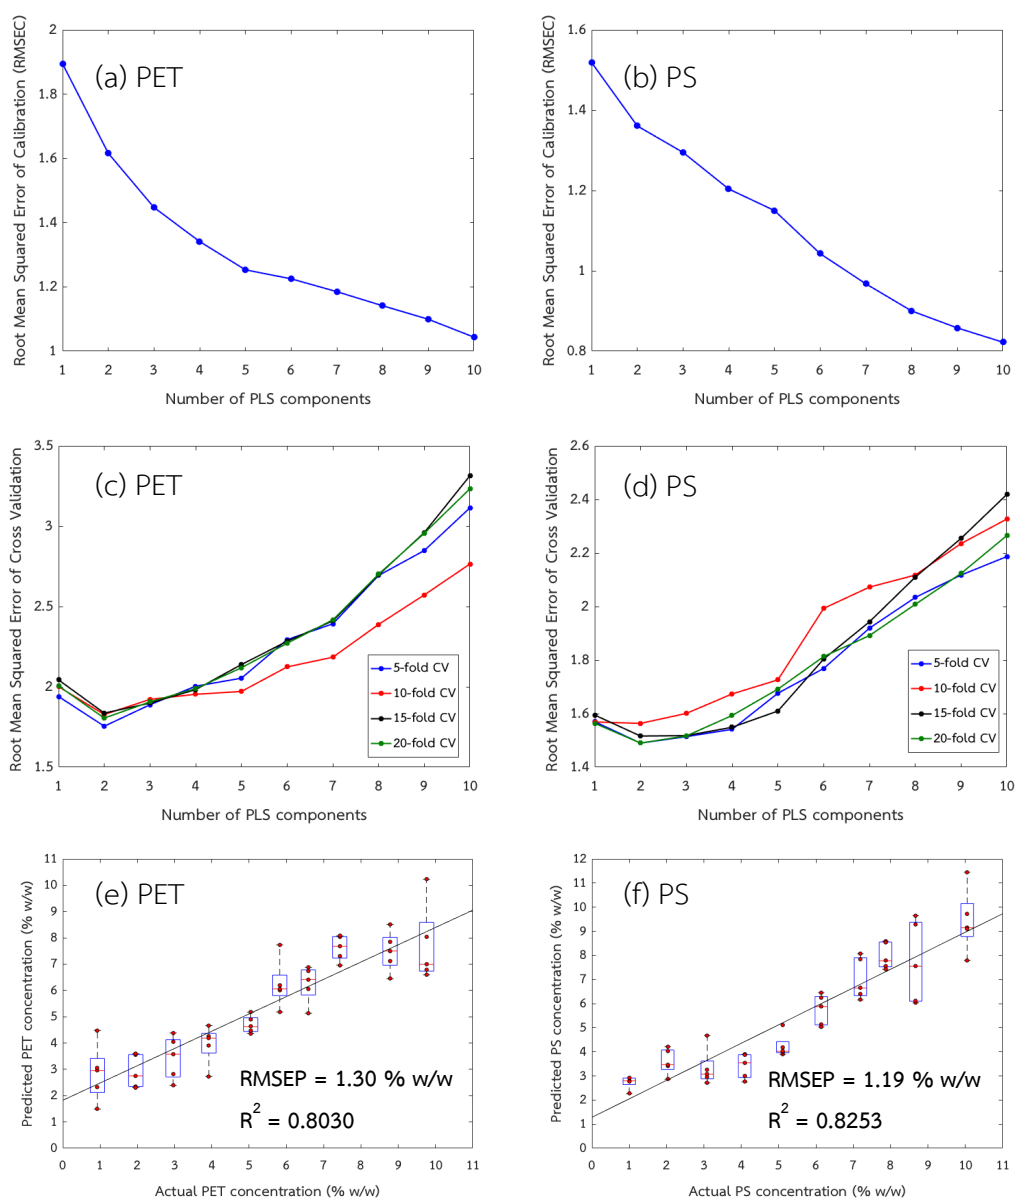 (a) PET
Root Mean Squared Error of Calibration (RMSEC)
2
1.8
1.6
1.4
1.2
1
1 2 3 4 5 6 7 8 9 10
Number of PLS components
(b) PS
Root Mean Squared Error of Calibration (RMSEC)
1.6
1.4
1.2
1
0.8
1 2 3 4 5 6 7 8 9 10
Number of PLS components
(c) PET
Root Mean Squared Error of Cross Validation
3.5
3
2.5
2
1.5
5-fold CV
10-fold CV
15-fold CV
20-fold CV
1 2 3 4 5 6 7 8 9 10
Number of PLS components
(d) PS
Root Mean Squared Error of Cross Validation
2.6
2.4
2.2
2
1.8
1.6
1.4
5-fold CV
10-fold CV
15-fold CV
20-fold CV
1 2 3 4 5 6 7 8 9 10
Number of PLS components
(e) PET
Predicted PET concentration (% w/w)
11
10
9
8
7
6
5
4
3
2
1
0
RMSEP = 1.30 % w/w
R² = 0.8030
0 1 2 3 4 5 6 7 8 9 10 11
Actual PET concentration (% w/w)
(f) PS
Predicted PS concentration (% w/w)
12
11
10
9
8
7
6
5
4
3
2
1
0
RMSEP = 1.19 % w/w
R² = 0.8253
0 1 2 3 4 5 6 7 8 9 10 11
Actual PS concentration (% w/w)